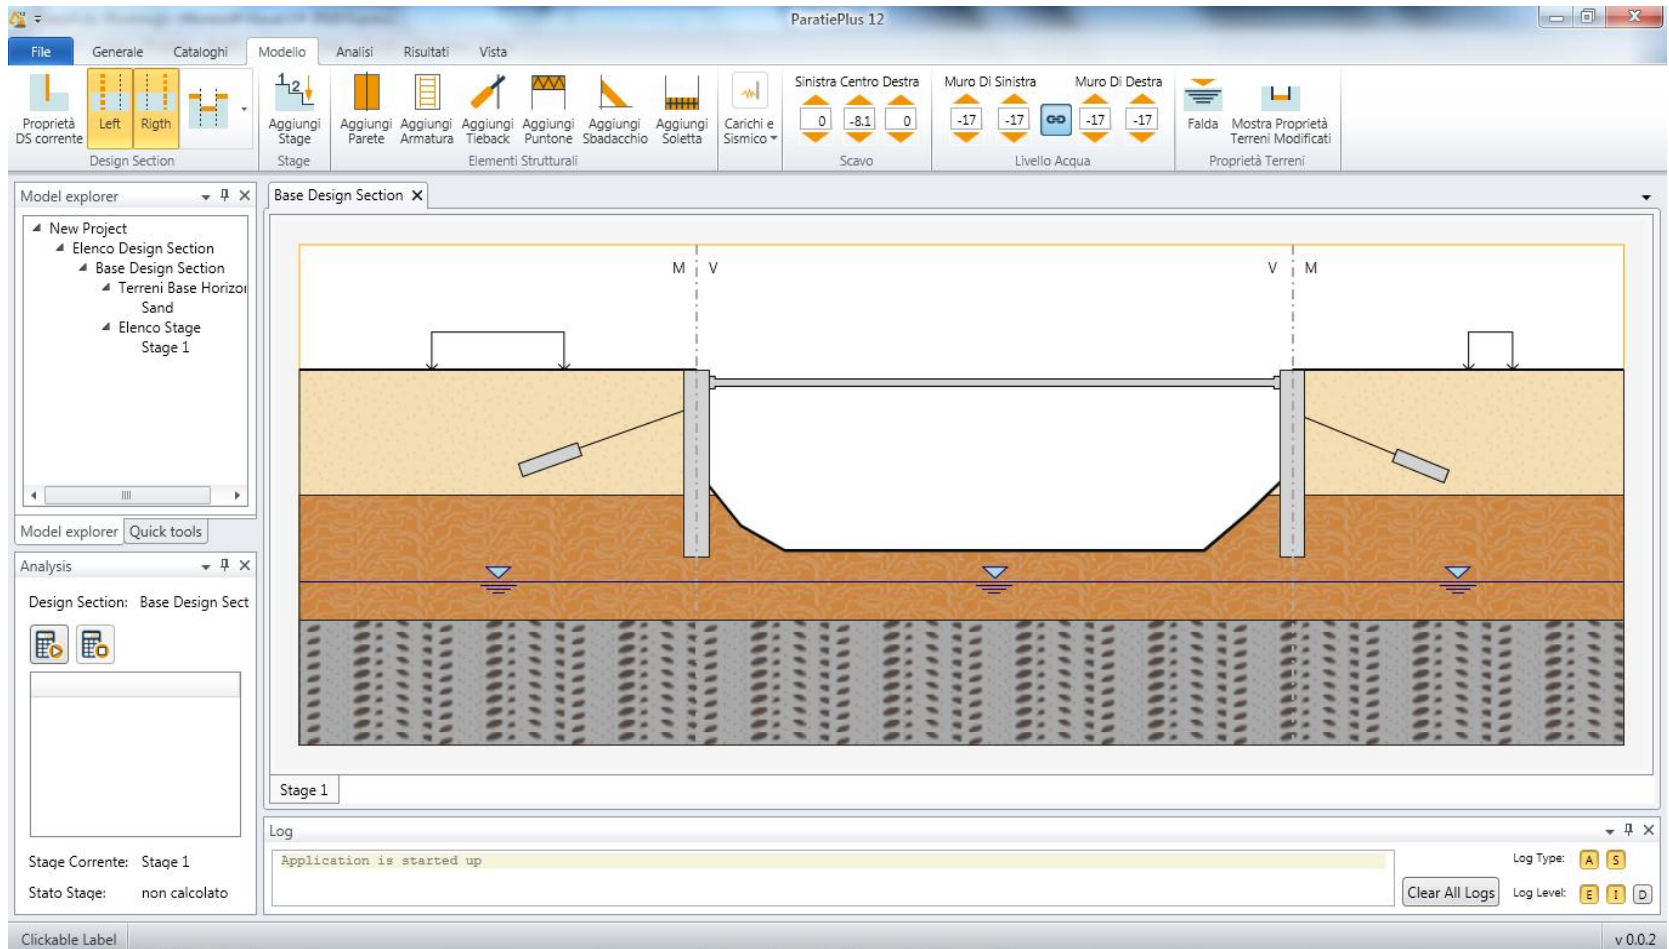 ParatiePlus 12
File Generale Cataloghi Modello Analisi Risultati Vista
Proprietà
DS corrente
Left
Rigth
Design Section
1 2
Aggiungi
Stage
Stage
Aggiungi
Parete
Aggiungi
Armatura
Aggiungi
Tieback
Aggiungi
Puntone
Aggiungi
Sbadacchio
Aggiungi
Soletta
Elementi Strutturali
Carichi e
Sismico
Sinistra Centro Destra
0 -8.1 0
Scavo
Muro Di Sinistra Muro Di Destra
-17 -17 -17 -17
Livello Acqua
Falda
Mostra Proprietà
Terreni Modificati
Proprietà Terreni
Model explorer
New Project
Elenco Design Section
Base Design Section
Terreni Base Horizo
Sand
Elenco Stage
Stage 1
Model explorer Quick tools
Analysis
Design Section: Base Design Sect
Stage Corrente: Stage 1
Stato Stage: non calcolato
Base Design Section
M V V M
Stage 1
Log
Application is started up
Log Type: A S
Clear All Logs
Log Level: E I D
Clickable Label
v 0.0.2